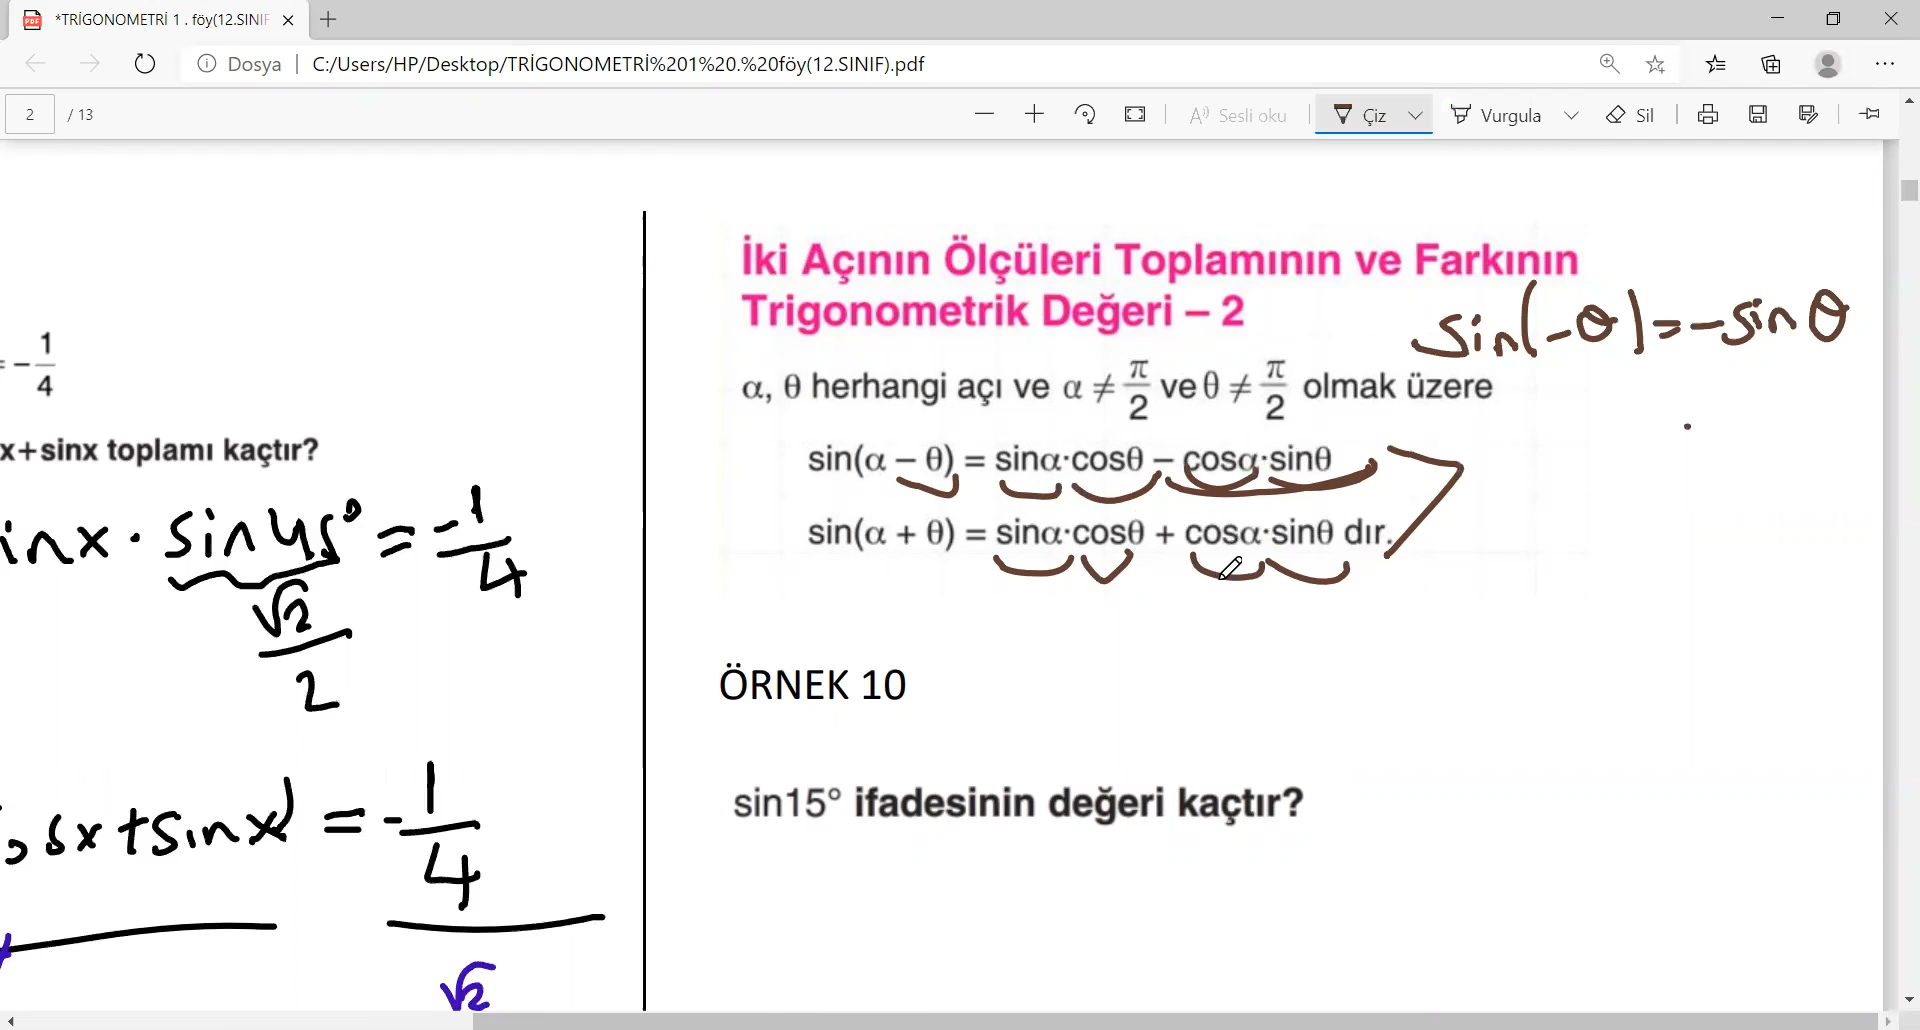 *TRİGONOMETRİ 1 . föy(12.SINIF
Dosya | C:/Users/HP/Desktop/TRİGONOMETRİ%201%20.%20föy(12.SINIF).pdf
2 / 13
Sesli oku
Çiz
Vurgula
Sil
= -1/4
x+sinx toplamı kaçtır?
inx · sin45° = -1/4
√2/2
osx+sinx) = -1/4
√2
İki Açının Ölçüleri Toplamının ve Farkının
Trigonometrik Değeri – 2
sin(-θ)=-sinθ
α, θ herhangi açı ve α ≠ π/2 ve θ ≠ π/2 olmak üzere
sin(α – θ) = sinα·cosθ – cosα·sinθ
sin(α + θ) = sinα·cosθ + cosα·sinθ dır.
ÖRNEK 10
sin15° ifadesinin değeri kaçtır?